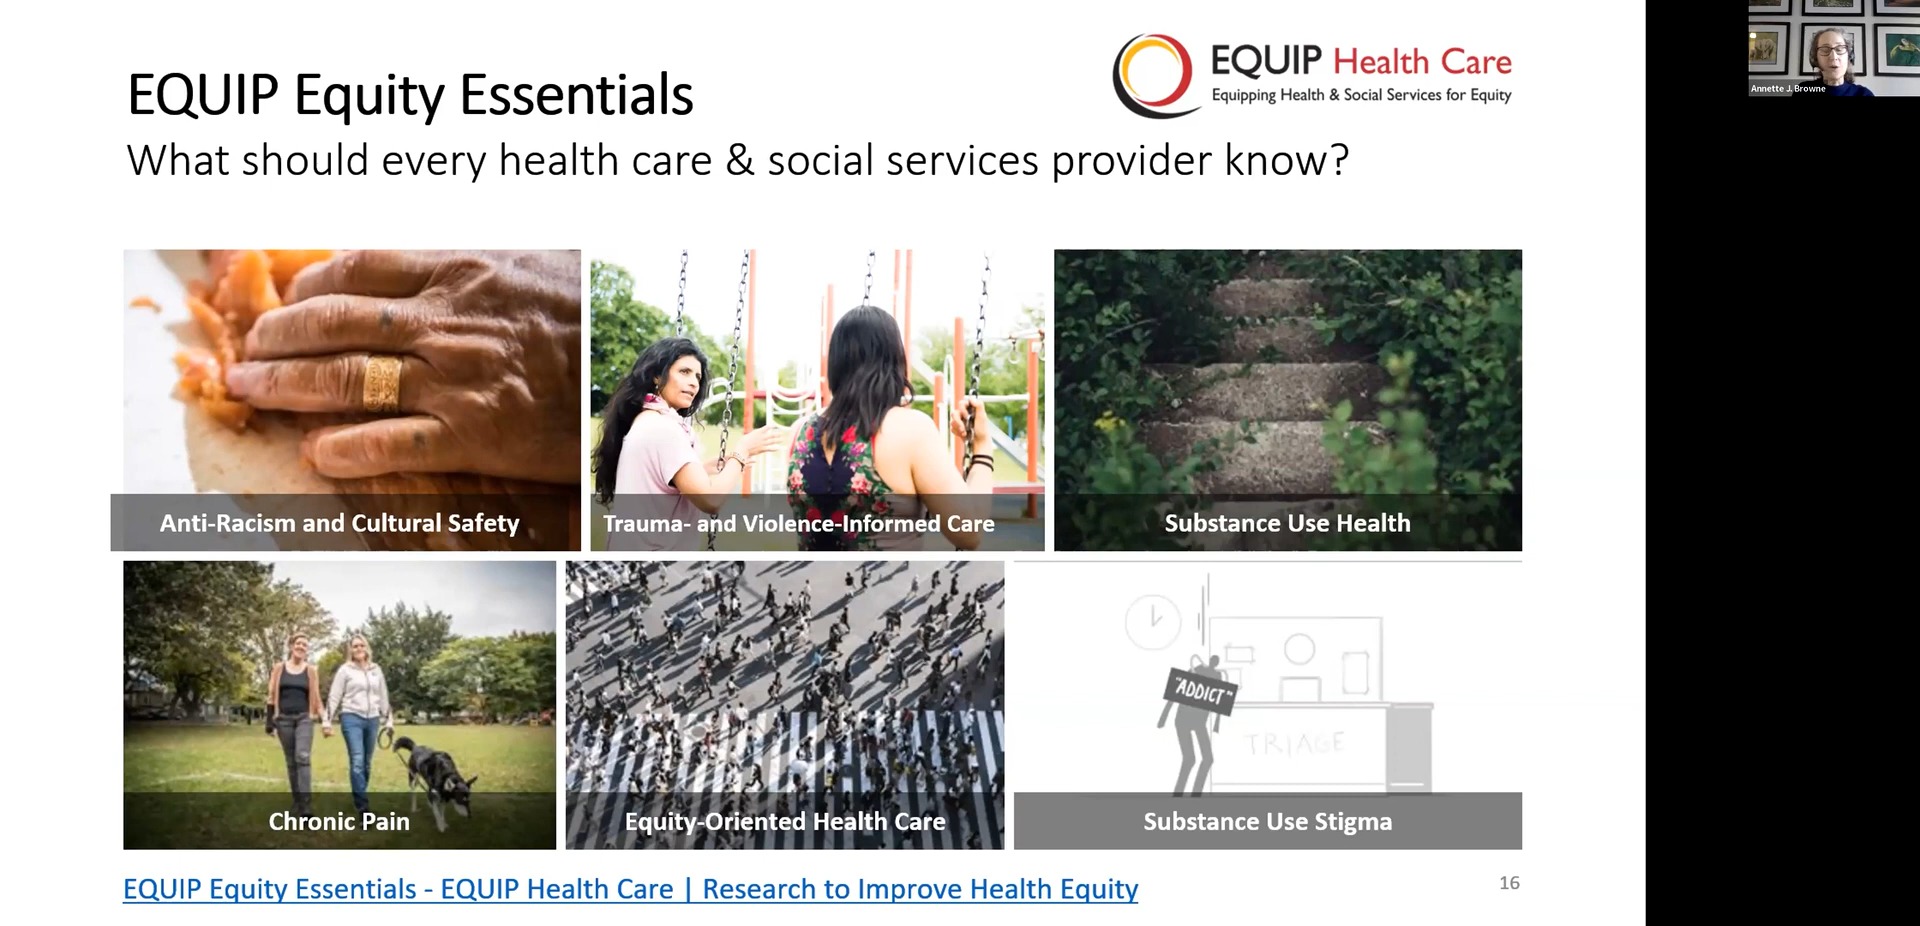 EQUIP Equity Essentials
What should every health care & social services provider know?
EQUIP Health Care
Equipping Health & Social Services for Equity
Annette J. Browne
Anti-Racism and Cultural Safety
Trauma- and Violence-Informed Care
Substance Use Health
"ADDICT"
TRIAGE
Chronic Pain
Equity-Oriented Health Care
Substance Use Stigma
EQUIP Equity Essentials - EQUIP Health Care | Research to Improve Health Equity
16